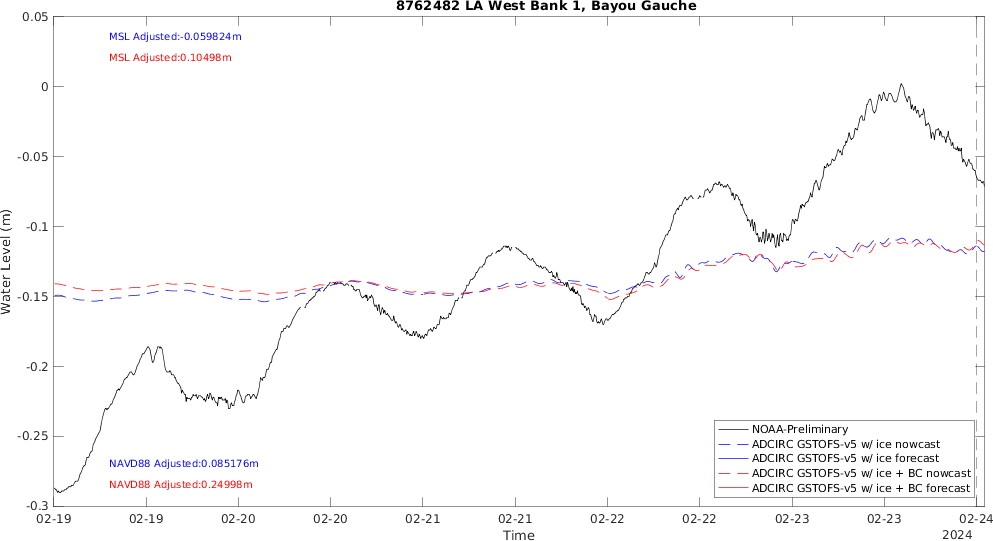 8762482 LA West Bank 1, Bayou Gauche
MSL Adjusted:-0.059824m
MSL Adjusted:0.10498m
0.05
0
-0.05
-0.1
-0.15
-0.2
-0.25
-0.3
Water Level (m)
NAVD88 Adjusted:0.085176m
NAVD88 Adjusted:0.24998m
NOAA-Preliminary
ADCIRC GSTOFS-v5 w/ ice nowcast
ADCIRC GSTOFS-v5 w/ ice forecast
ADCIRC GSTOFS-v5 w/ ice + BC nowcast
ADCIRC GSTOFS-v5 w/ ice + BC forecast
02-19 02-19 02-20 02-20 02-21 02-21 02-22 02-22 02-23 02-23 02-24
2024
Time